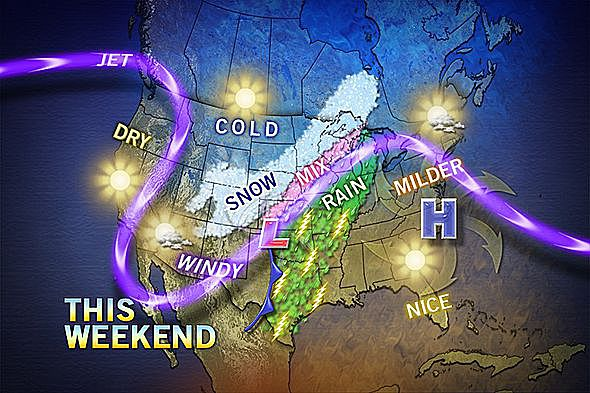 JET
DRY
COLD
SNOW
MIX
RAIN
MILDER
H
L
WINDY
NICE
THIS
WEEKEND